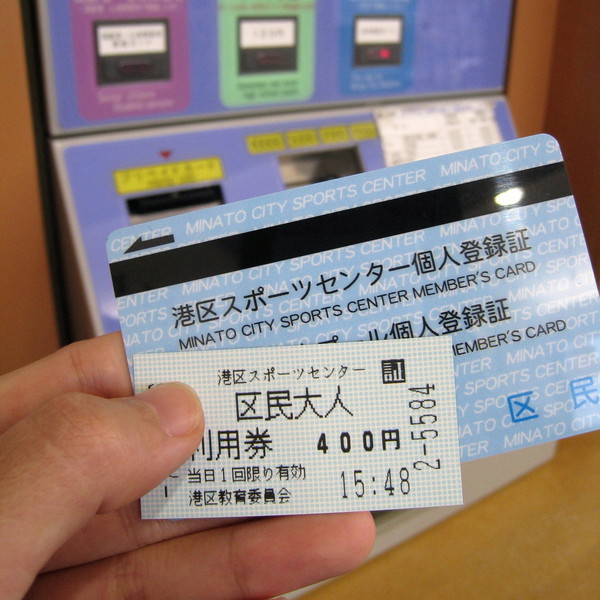 MINATO CITY SPORTS CENTER
港区スポーツセンター個人登録証
MINATO CITY SPORTS CENTER MEMBER'S CARD
プール個人登録証
MEMBER'S CARD
区 民
港区スポーツセンター
区民大人
利用券 400円
当日1回限り有効
港区教育委員会
15:48
2-5584